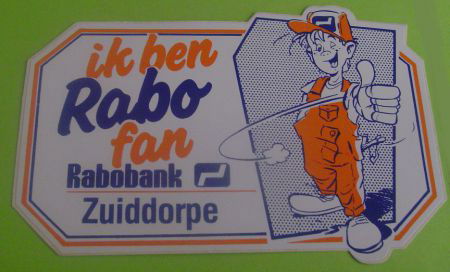 ik ben
Rabo
fan
Rabobank
Zuiddorpe